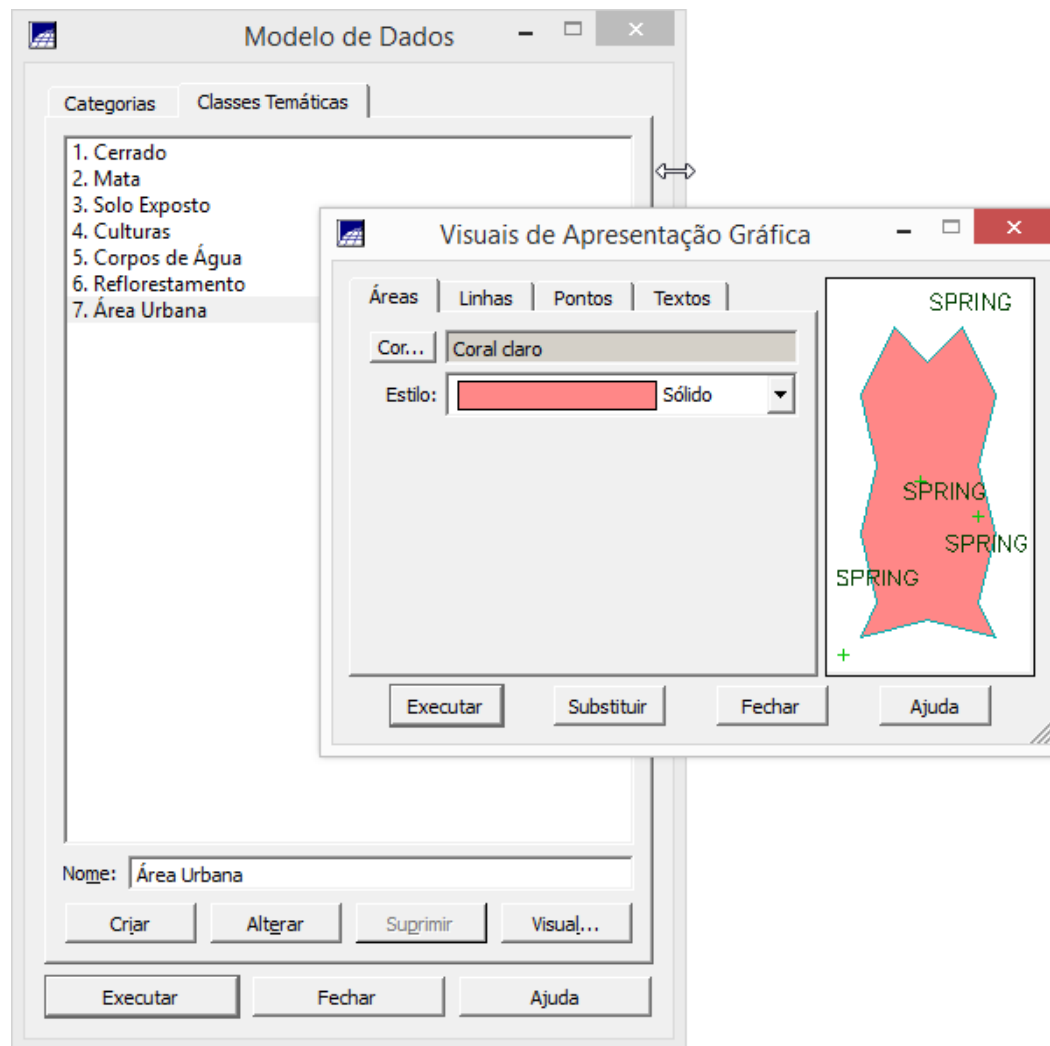 Modelo de Dados
Categorias Classes Temáticas
1. Cerrado
2. Mata
3. Solo Exposto
4. Culturas
5. Corpos de Água
6. Reflorestamento
7. Área Urbana
Nome: Área Urbana
Criar Alterar Suprimir Visual...
Executar Fechar Ajuda
Visuais de Apresentação Gráfica
Áreas Linhas Pontos Textos
Cor... Coral claro
Estilo: Sólido
SPRING
SPRING
SPRING
SPRING
Executar Substituir Fechar Ajuda